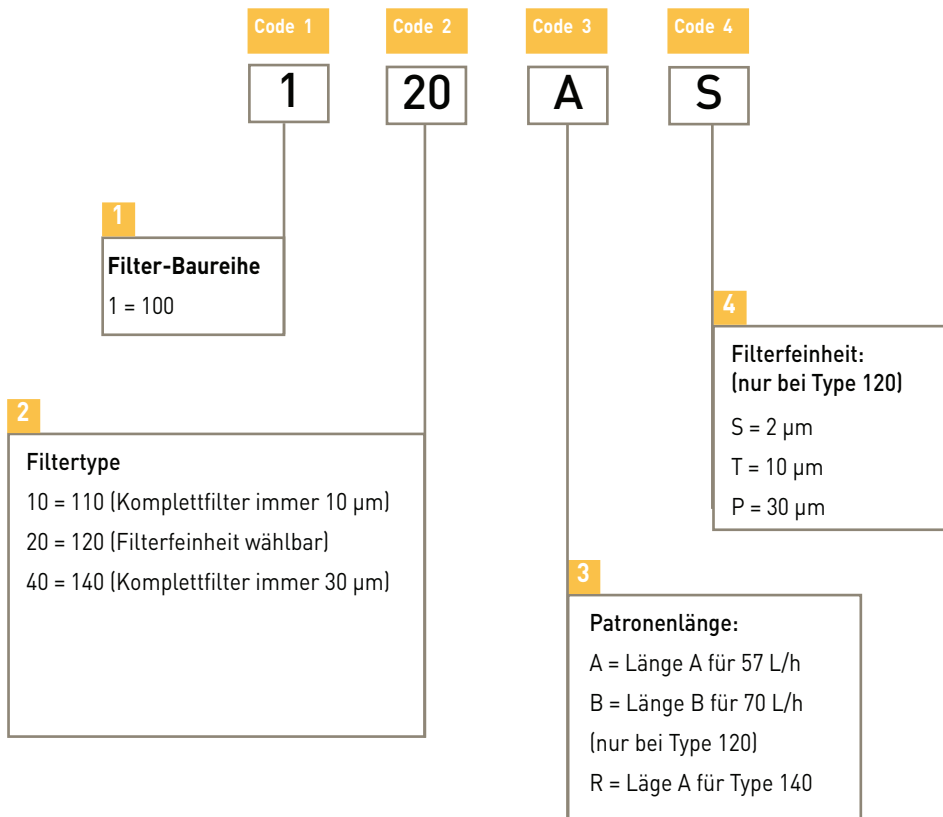 Code 1
Code 2
Code 3
Code 4
1
20
A
S
1
Filter-Baureihe
1 = 100
2
Filtertype
10 = 110 (Komplettfilter immer 10 µm)
20 = 120 (Filterfeinheit wählbar)
40 = 140 (Komplettfilter immer 30 µm)
3
Patronenlänge:
A = Länge A für 57 L/h
B = Länge B für 70 L/h
(nur bei Type 120)
R = Läge A für Type 140
4
Filterfeinheit:
(nur bei Type 120)
S = 2 µm
T = 10 µm
P = 30 µm